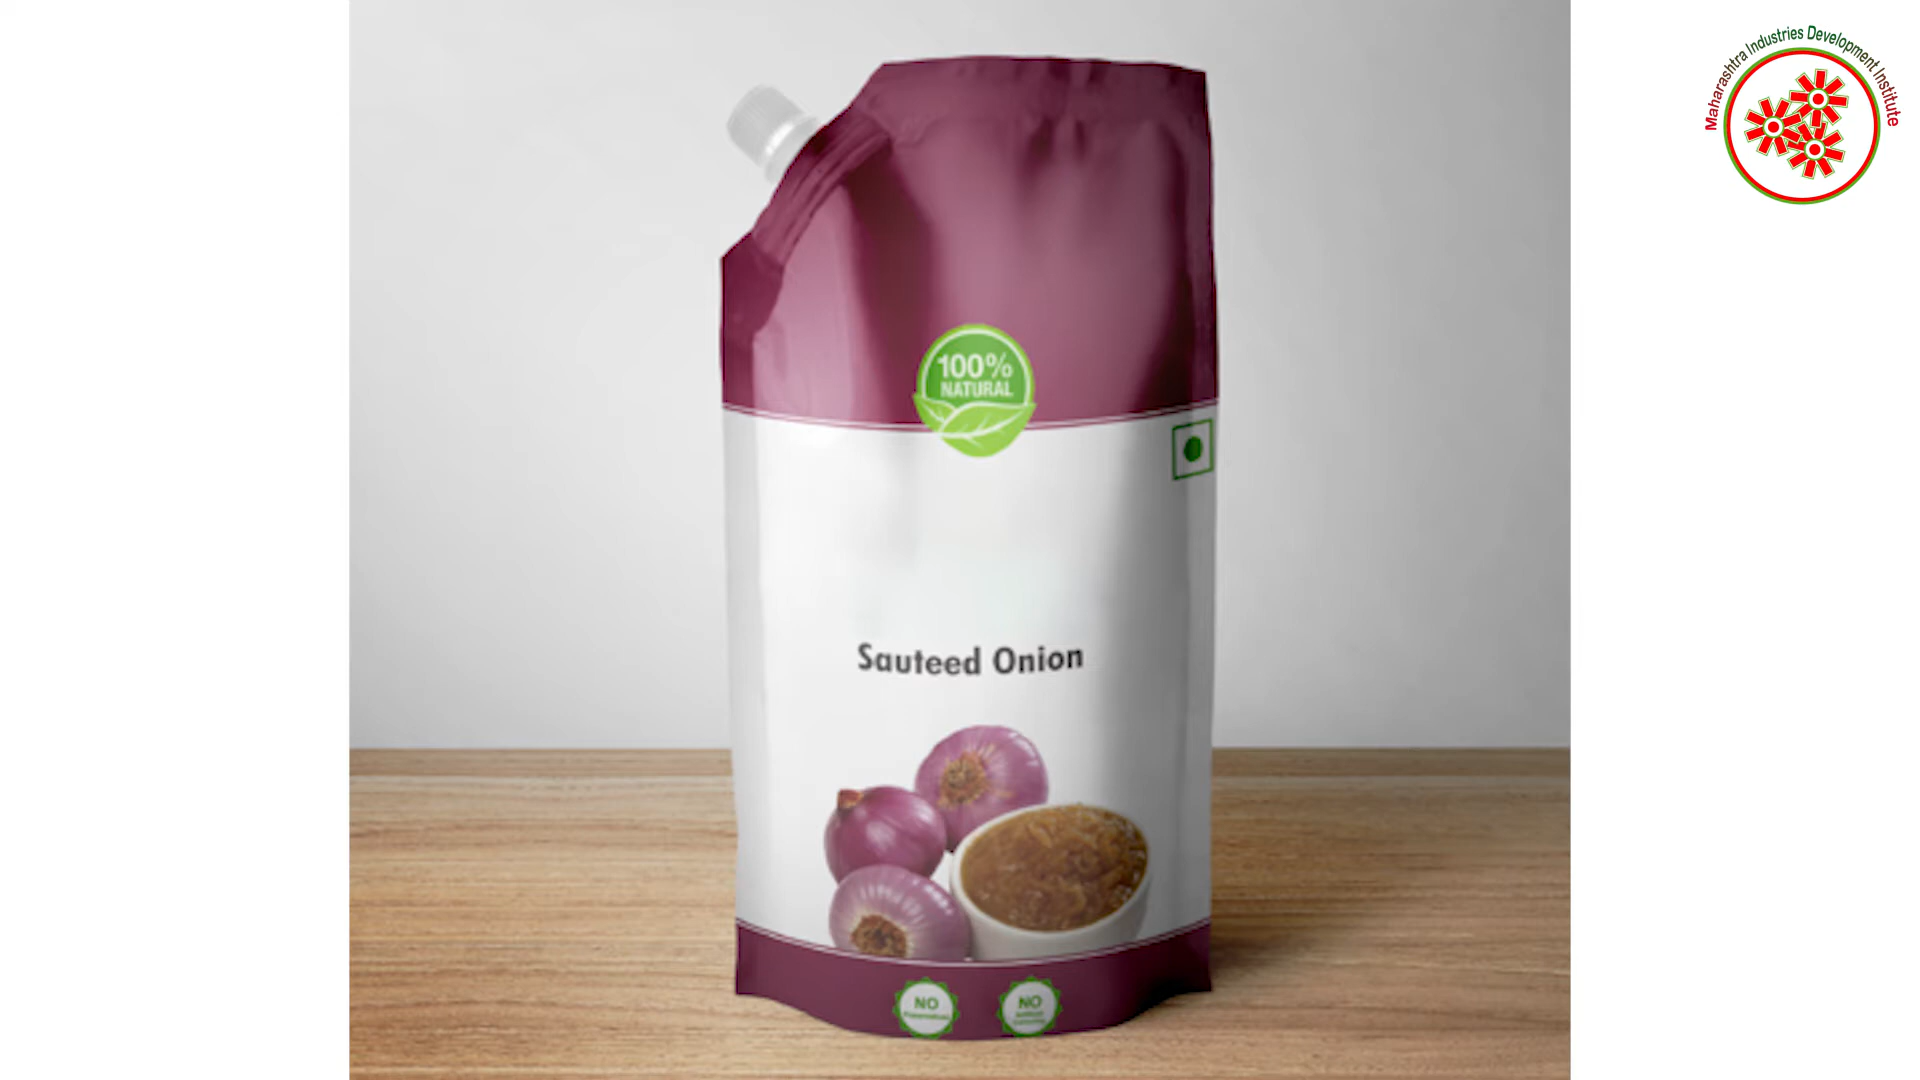 Maharashtra Industries Development Institute
100%
NATURAL
Sauteed Onion
NO
NO